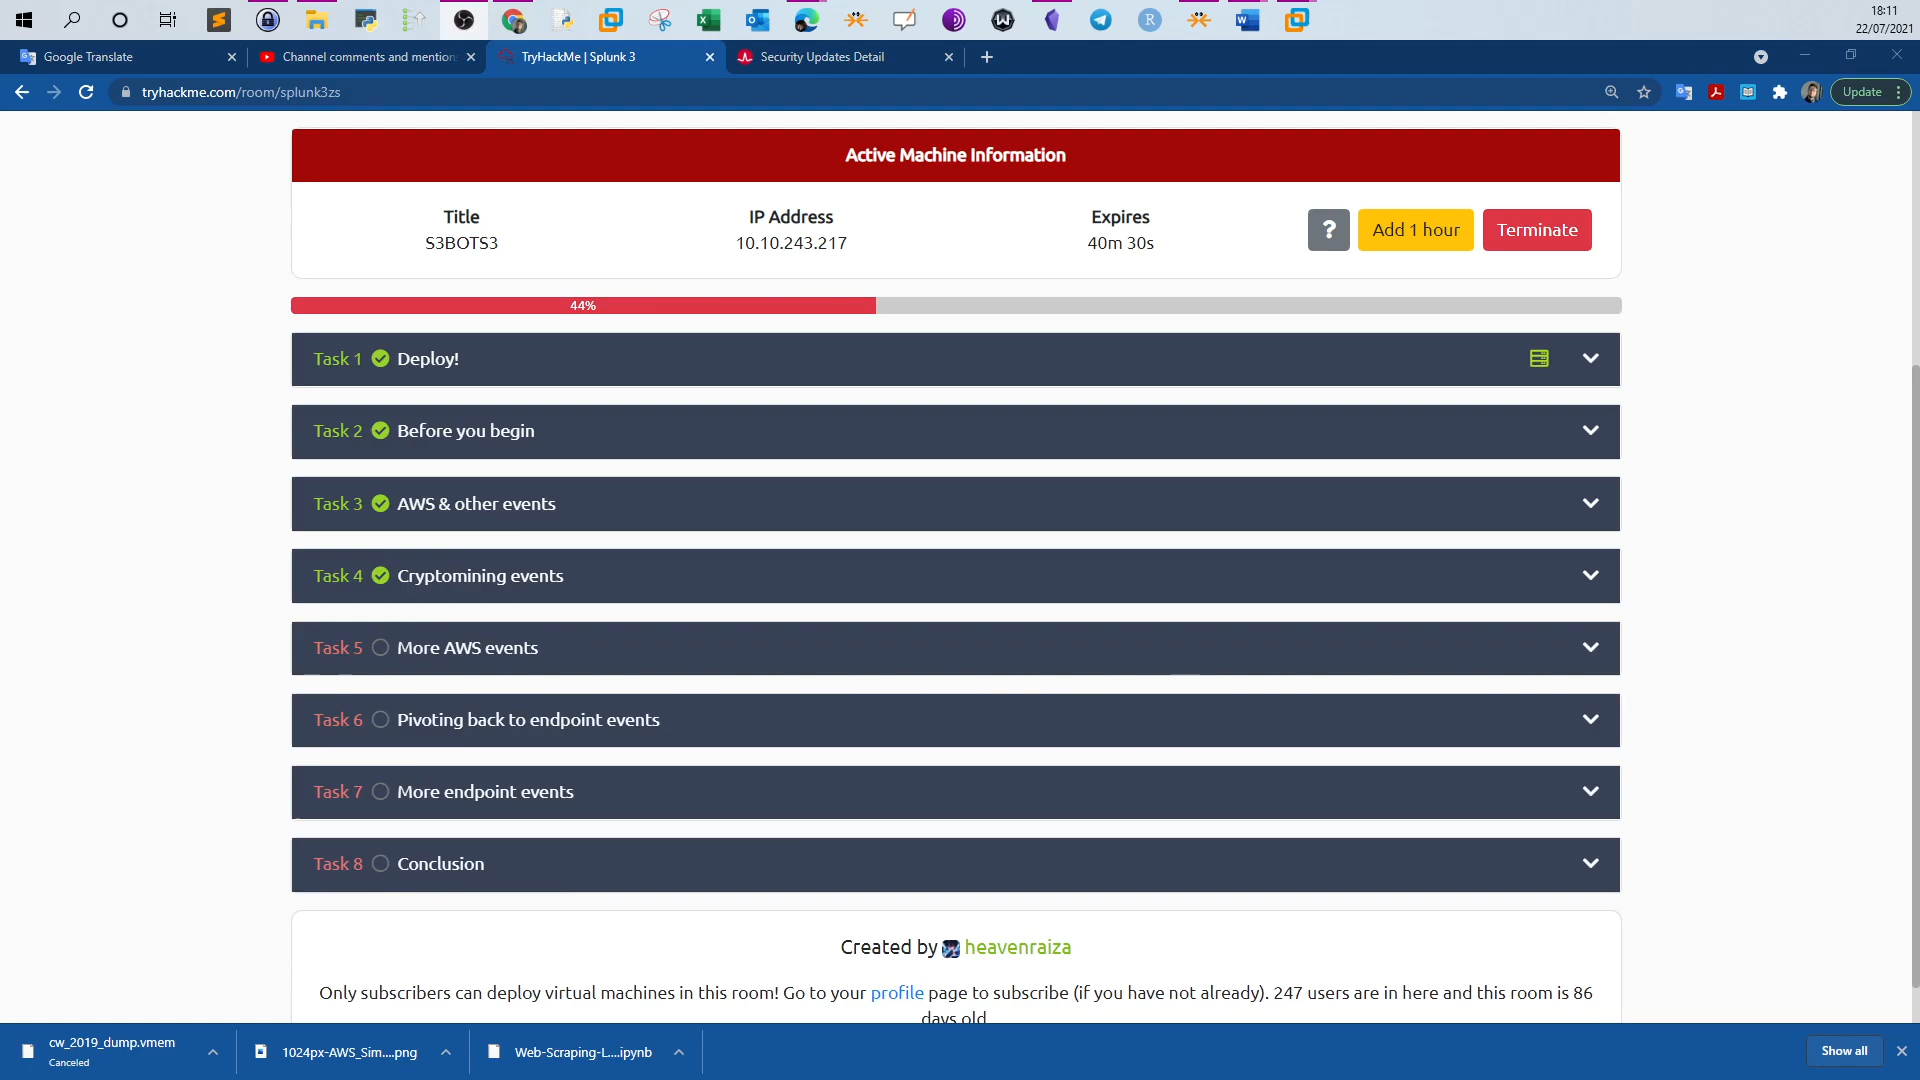 18:11
22/07/2021
Google Translate
Channel comments and mention
TryHackMe | Splunk 3
Security Updates Detail
tryhackme.com/room/splunk3zs
Update
Active Machine Information
Title
IP Address
Expires
S3BOTS3
10.10.243.217
40m 30s
?
Add 1 hour
Terminate
44%
Task 1 Deploy!
Task 2 Before you begin
Task 3 AWS & other events
Task 4 Cryptomining events
Task 5 More AWS events
Task 6 Pivoting back to endpoint events
Task 7 More endpoint events
Task 8 Conclusion
Created by heavenraiza
Only subscribers can deploy virtual machines in this room! Go to your profile page to subscribe (if you have not already). 247 users are in here and this room is 86
days old
cw_2019_dump.vmem
Canceled
1024px-AWS_Sim....png
Web-Scraping-L....ipynb
Show all